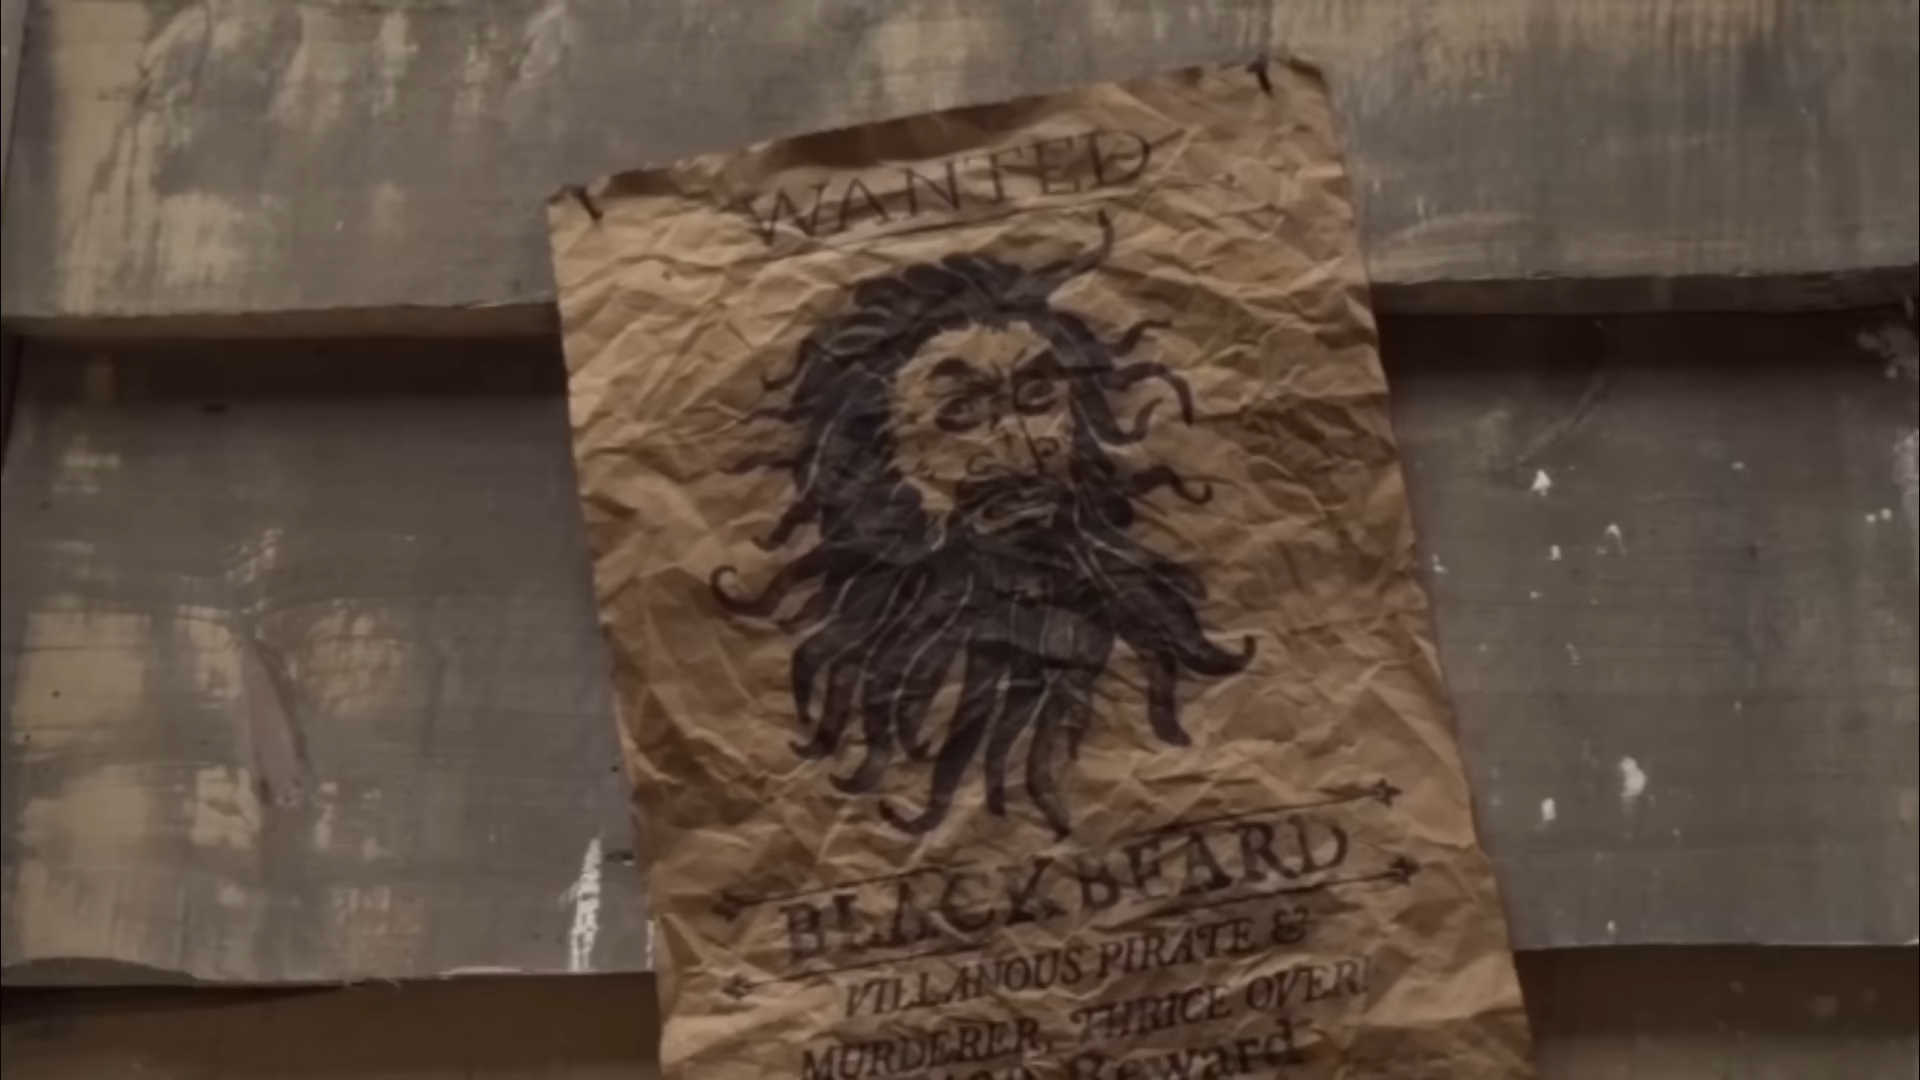 WANTED
BLACKBEARD
VILLANOUS PIRATE &
MURDERER, THRICE OVER!
Reward